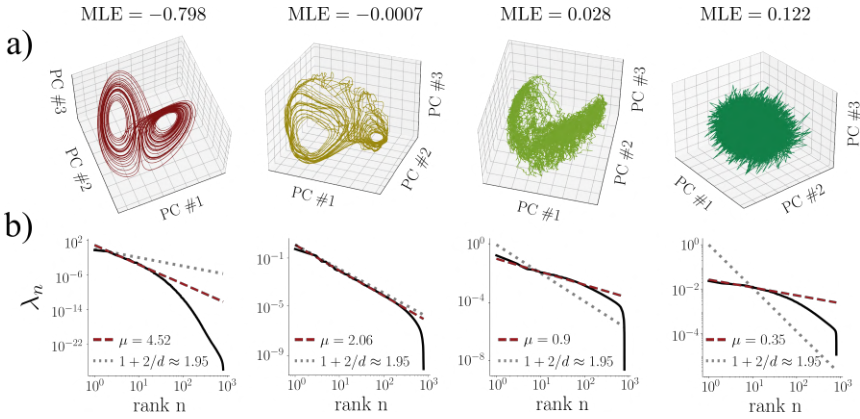 MLE = −0.798
MLE = −0.0007
MLE = 0.028
MLE = 0.122
a)
PC #3
PC #2
PC #1
PC #1
PC #2
PC #3
PC #1
PC #2
PC #3
PC #1
PC #2
PC #3
b)
λn
10^2
10^−6
10^−14
10^−22
μ = 4.52
1 + 2/d ≈ 1.95
10^0 10^1 10^2 10^3
rank n
10^−1
10^−5
10^−9
μ = 2.06
1 + 2/d ≈ 1.95
10^0 10^1 10^2 10^3
rank n
10^0
10^−4
10^−8
μ = 0.9
1 + 2/d ≈ 1.95
10^0 10^1 10^2 10^3
rank n
10^0
10^−2
10^−4
μ = 0.35
1 + 2/d ≈ 1.95
10^0 10^1 10^2 10^3
rank n